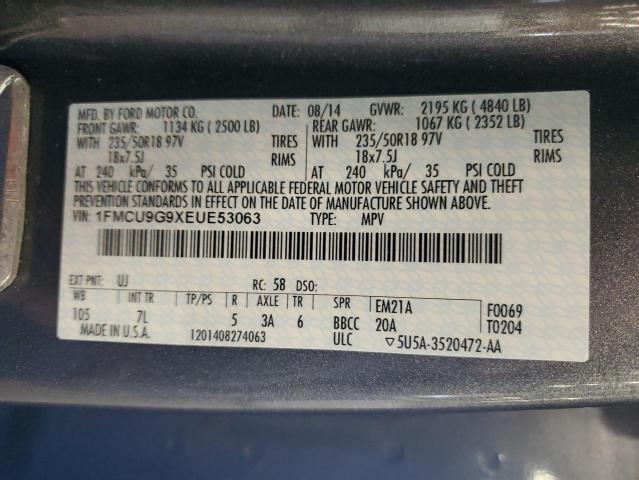 MFD. BY FORD MOTOR CO. DATE: 08/14 GVWR: 2195 KG ( 4840 LB)
FRONT GAWR: 1134 KG ( 2500 LB) REAR GAWR: 1067 KG ( 2352 LB)
WITH 235/50R18 97V TIRES WITH 235/50R18 97V TIRES
18x7.5J RIMS 18x7.5J RIMS
AT 240 kPa/ 35 PSI COLD AT 240 kPa/ 35 PSI COLD
THIS VEHICLE CONFORMS TO ALL APPLICABLE FEDERAL MOTOR VEHICLE SAFETY AND THEFT
PREVENTION STANDARDS IN EFFECT ON THE DATE OF MANUFACTURE SHOWN ABOVE.
VIN: 1FMCU9G9XEUE53063 TYPE: MPV
EXT PNT: UJ RC: 58 DSO:
WB INT TR TP/PS R AXLE TR SPR EM21A F0069
105 7L 5 3A 6 BBCC 20A T0204
MADE IN U.S.A. 1201408274063 ULC ▽5U5A-3520472-AA